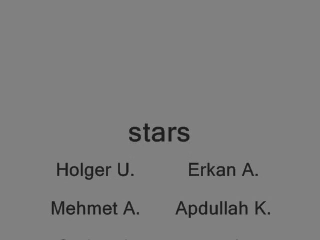 stars
Holger U. Erkan A.
Mehmet A. Apdullah K.